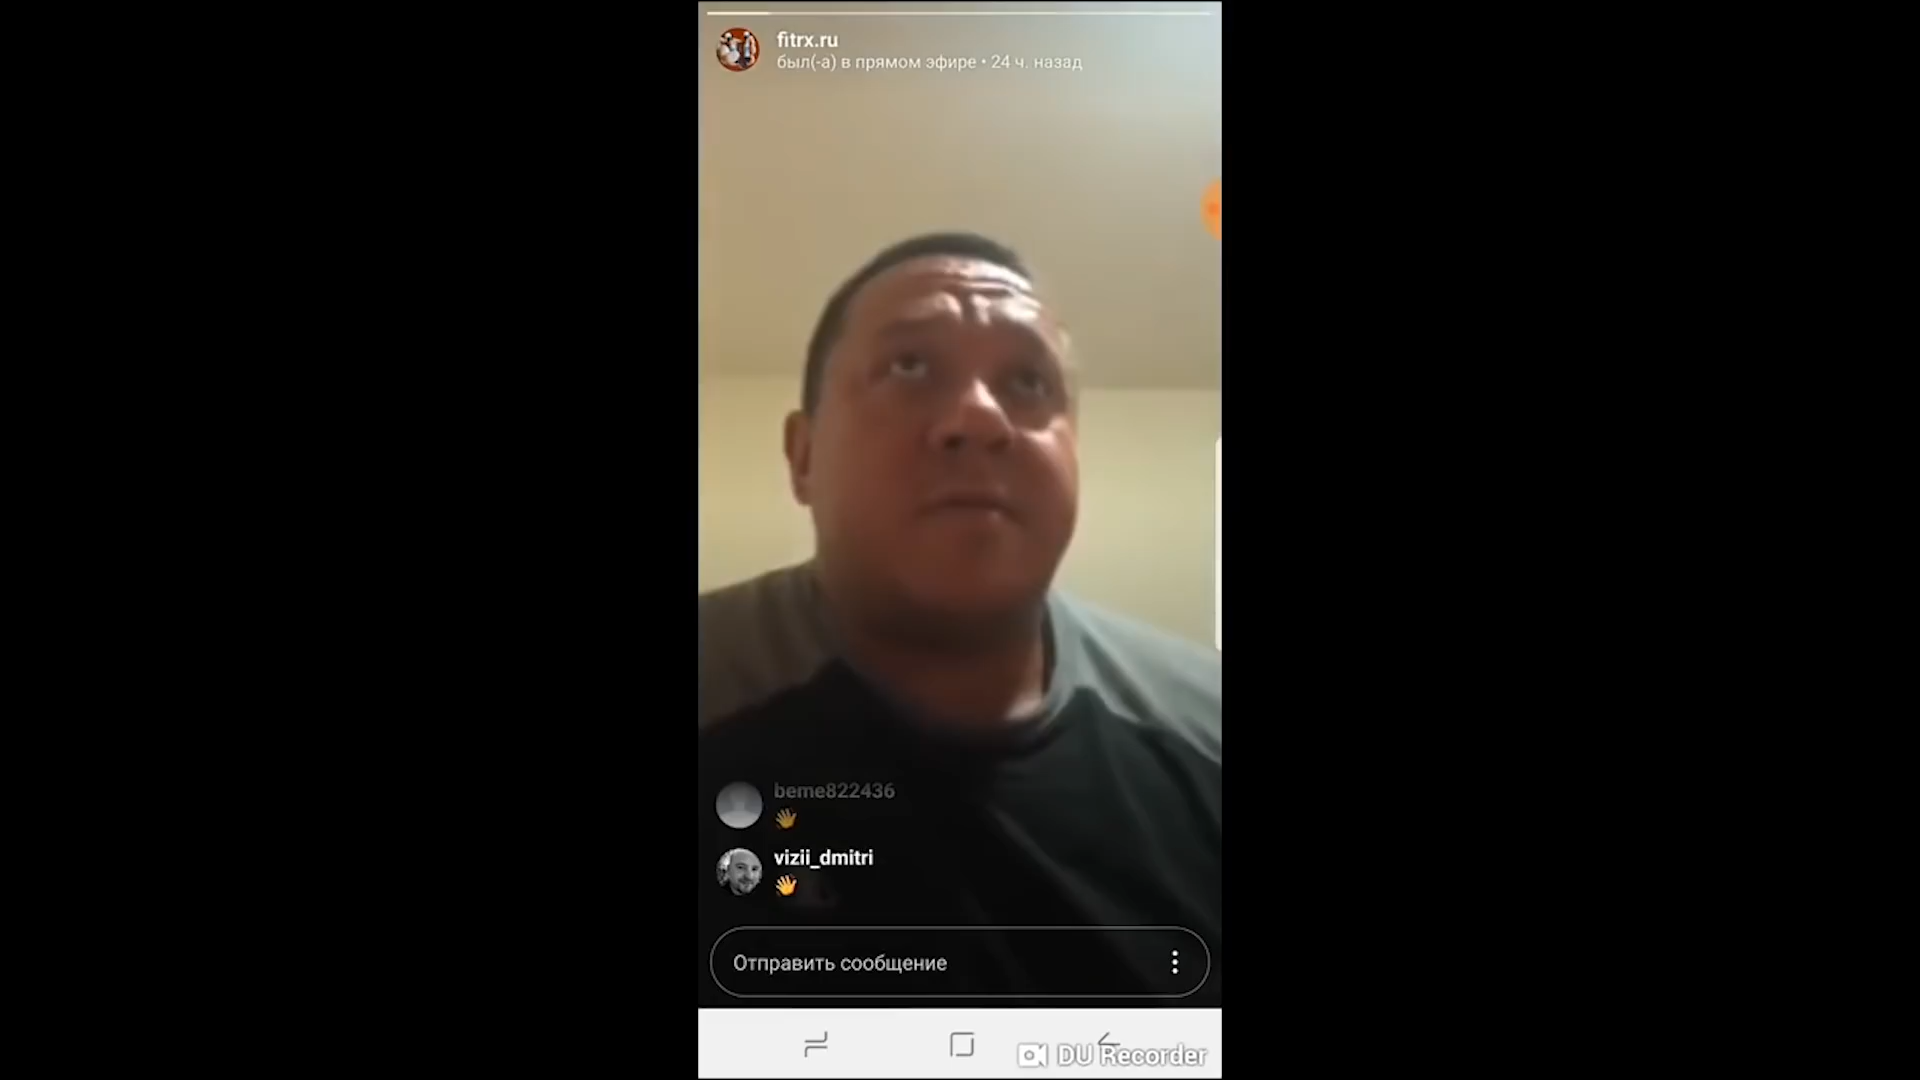 fitrx.ru
был(-а) в прямом эфире • 24 ч. назад
beme822436
👋
vizii_dmitri
👋
Отправить сообщение
DU Recorder